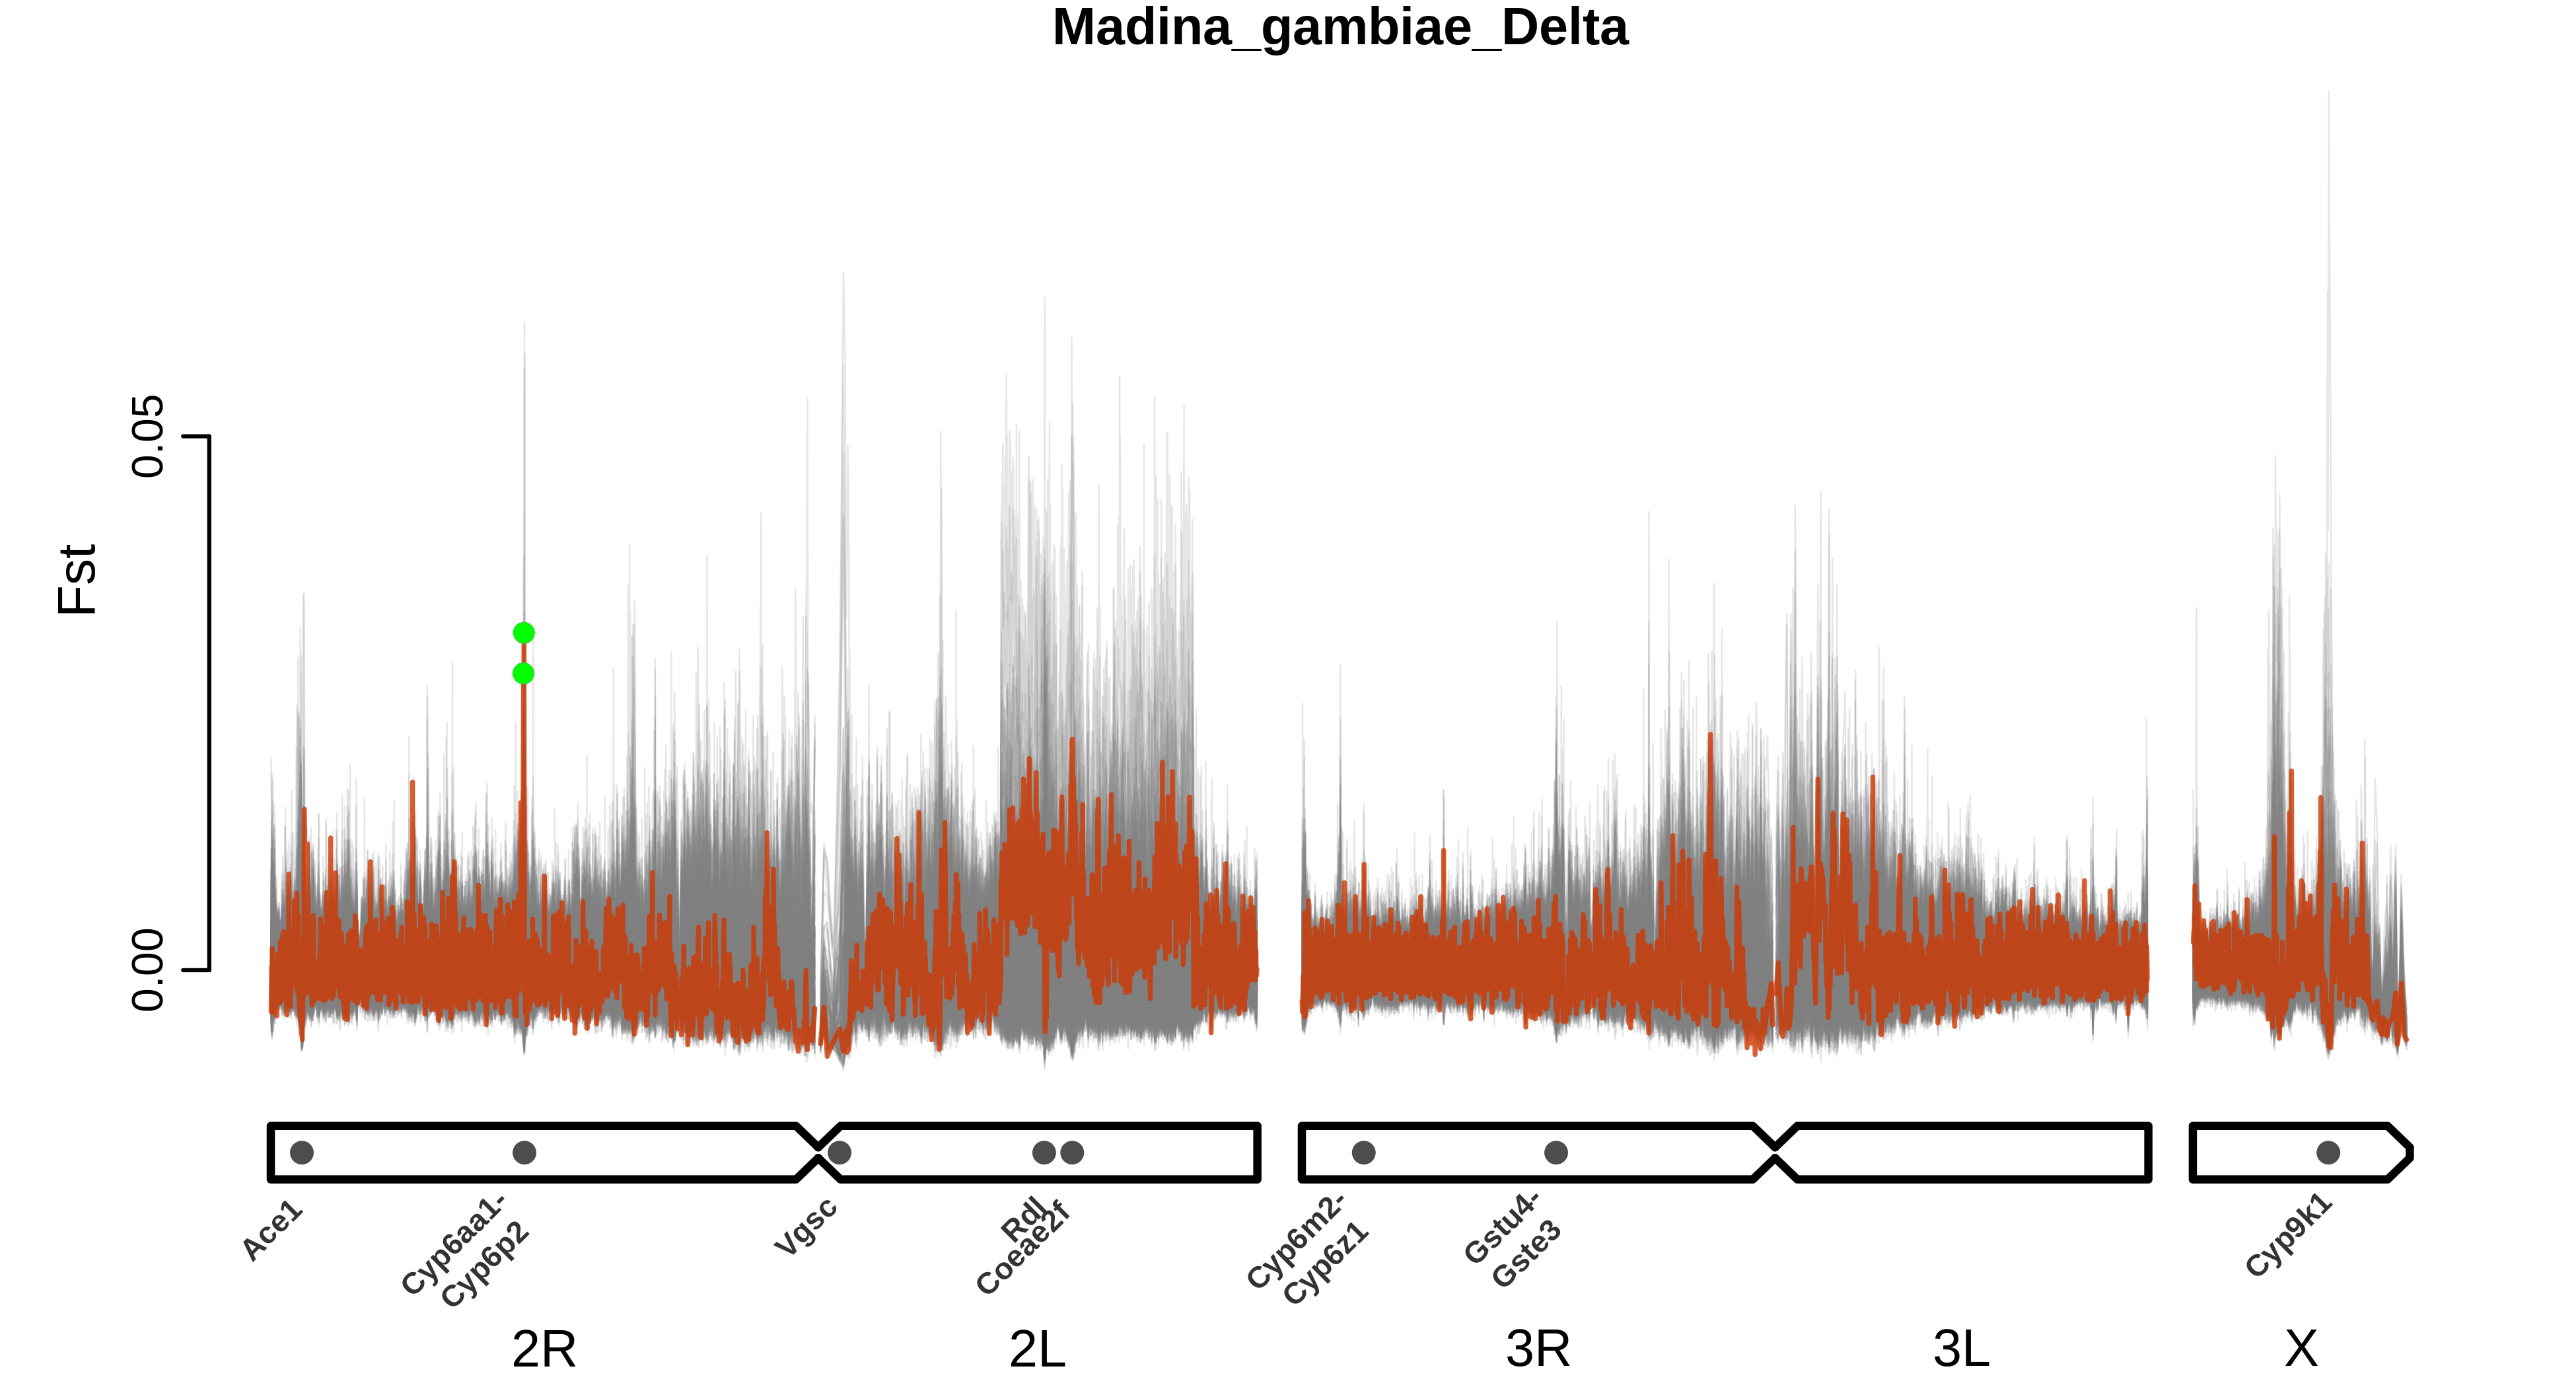 Madina_gambiae_Delta
Fst
0.05
0.00
Ace1
Cyp6aa1-
Cyp6p2
Vgsc
Rdl
Coeae2f
Cyp6m2-
Cyp6z1
Gstu4-
Gste3
Cyp9k1
2R
2L
3R
3L
X